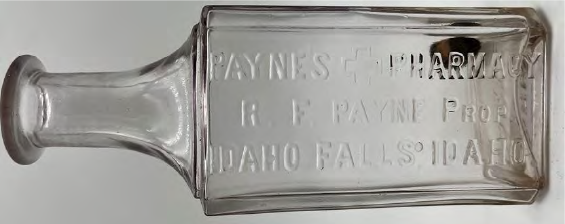 PAYNES PHARMACY
R. F. PAYNE PROP
IDAHO FALLS. IDAHO